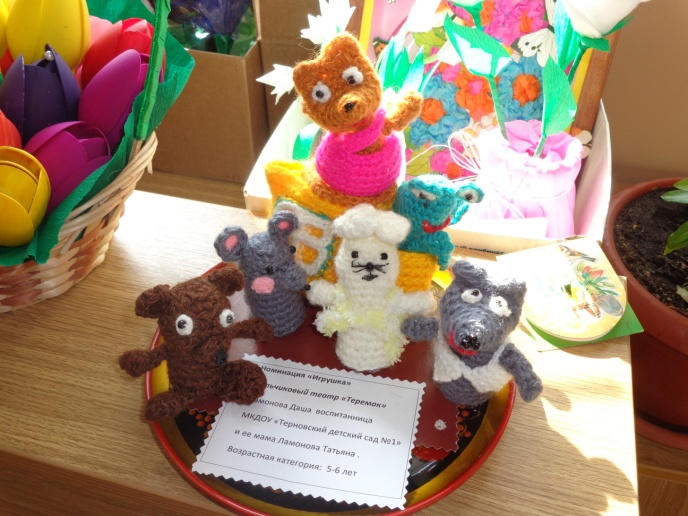 Номинация «Игрушка»
театр «Теремок»
Даша воспитанница
МКДОУ «Терновский детский сад №1»
и ее мама Ламонова Татьяна .
Возрастная категория: 5-6 лет